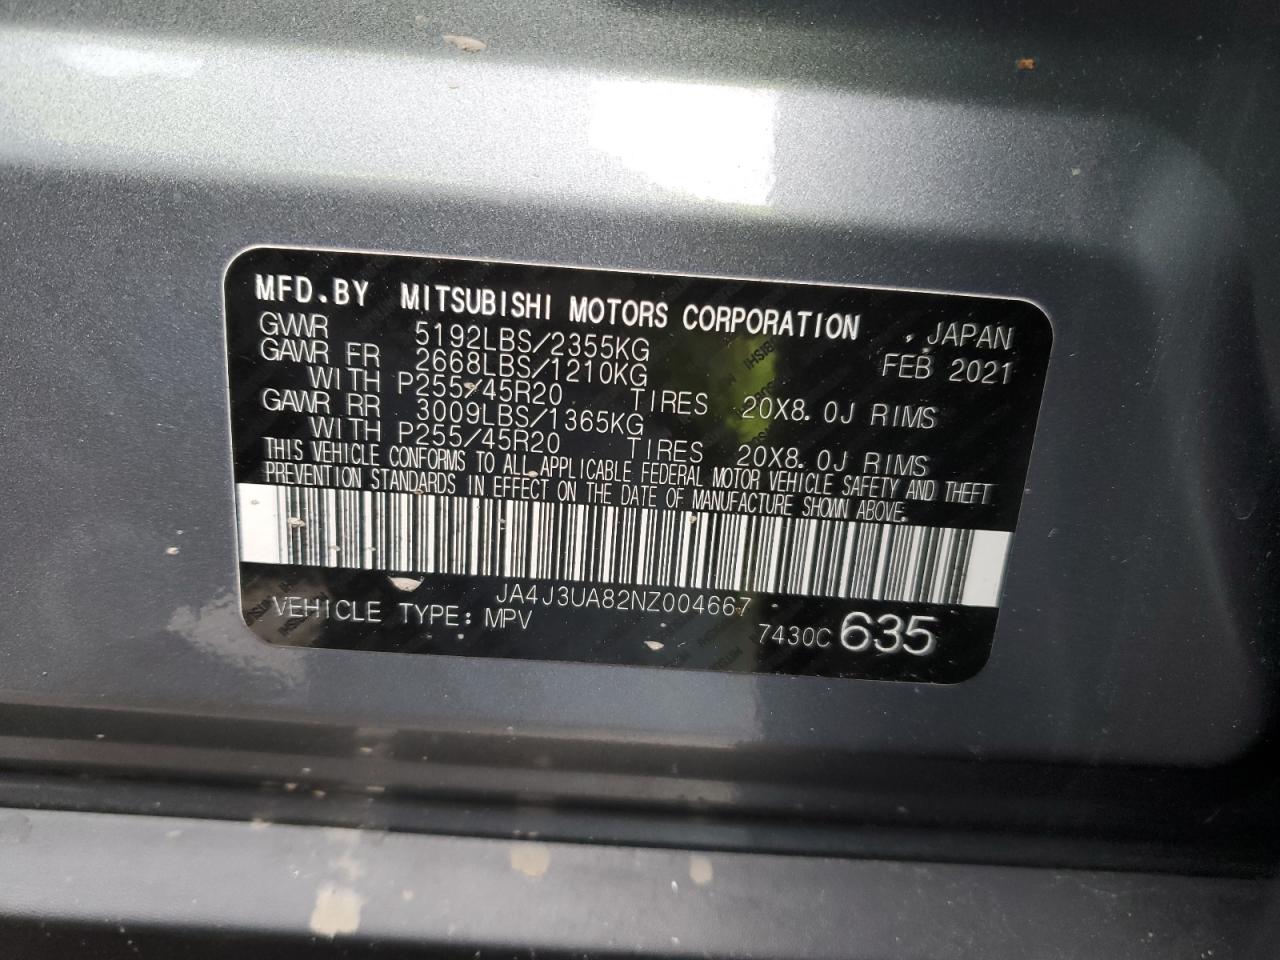 MFD.BY MITSUBISHI MOTORS CORPORATION
GVWR 5192LBS/2355KG JAPAN
GAWR FR 2668LBS/1210KG FEB 2021
WITH P255/45R20 TIRES 20X8.0J RIMS
GAWR RR 3009LBS/1365KG
WITH P255/45R20 TIRES 20X8.0J RIMS
THIS VEHICLE CONFORMS TO ALL APPLICABLE FEDERAL MOTOR VEHICLE SAFETY AND THEFT
PREVENTION STANDARDS IN EFFECT ON THE DATE OF MANUFACTURE SHOWN ABOVE.
JA4J3UA82NZ004667
VEHICLE TYPE: MPV 7430C 635